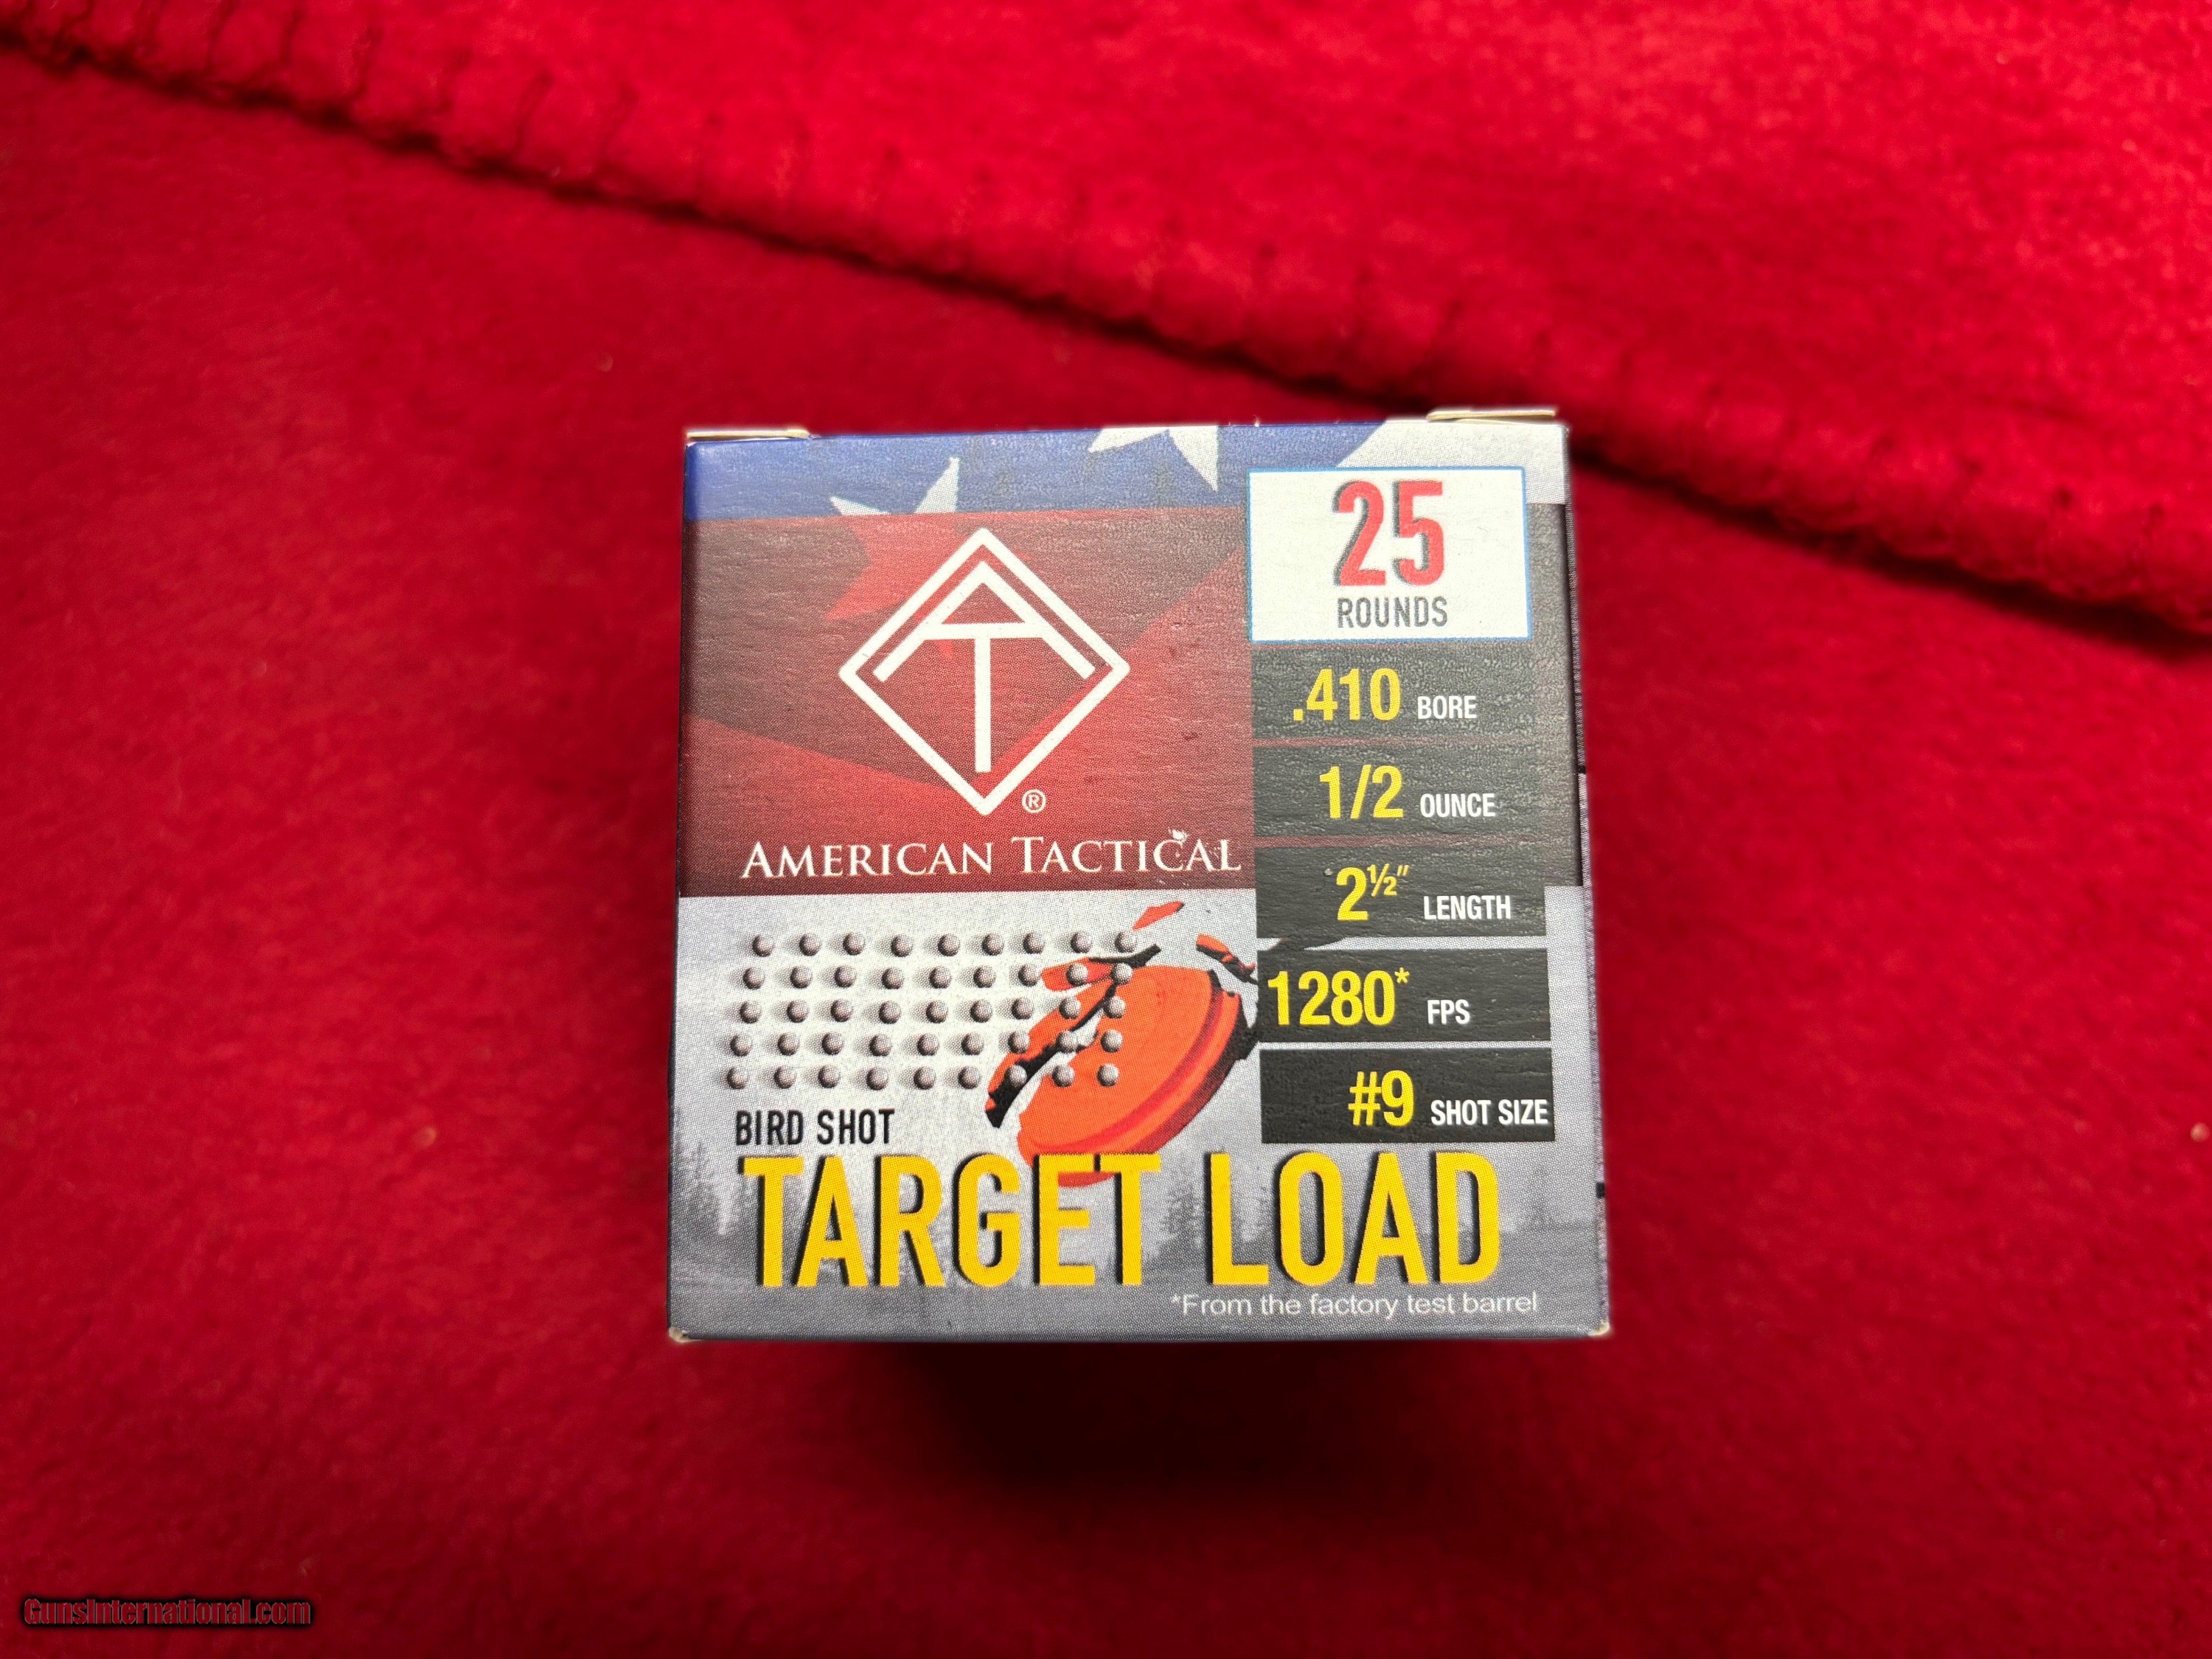 25
ROUNDS
.410 BORE
1/2 OUNCE
2½" LENGTH
1280* FPS
#9 SHOT SIZE
AT
®
AMERICAN TACTICAL
BIRD SHOT
TARGET LOAD
*From the factory test barrel
GunsInternational.com